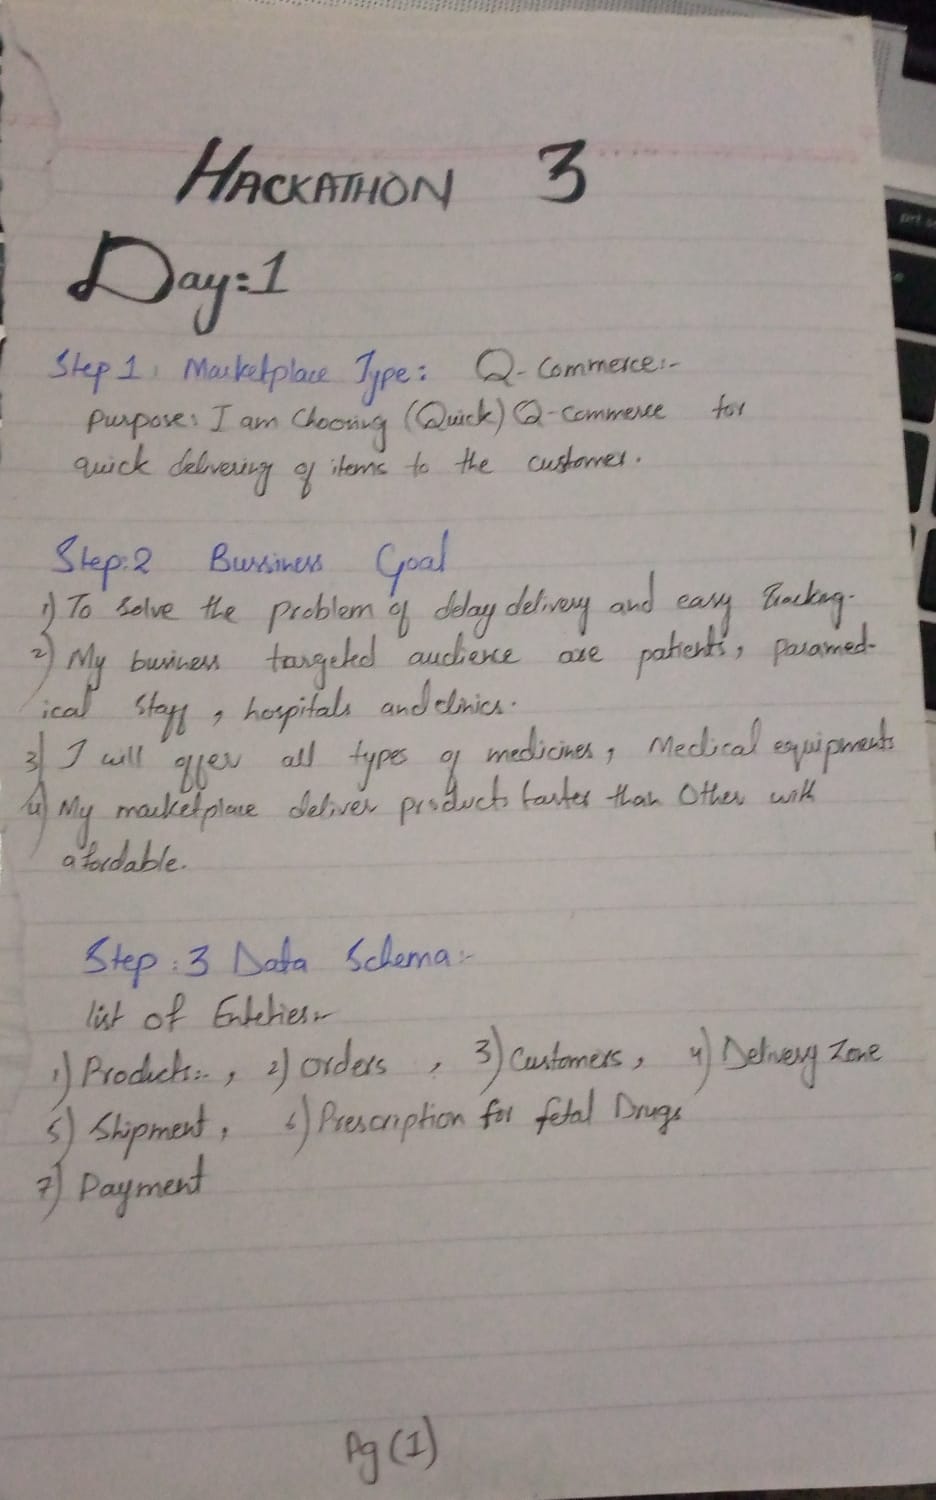 HACKATHON 3
Day:1
Step 1: Marketplace Type: Q-Commerce:-
Purpose: I am Choosing (Quick) Q-Commerce for
quick delivering of items to the customer.
Step:2 Bussiness Goal
1) To Solve the problem of delay delivery and easy Tracking.
2) My business targeted audience are patients, paramed-
ical Staff, hospitals and clinics.
3) I will offer all types of medicines, Medical equipments
4) My marketplace deliver products faster than Other with
afordable.
Step:3 Data Schema:-
list of Enteties:-
1) Products:-, 2) Orders, 3) Customers, 4) Delivery Zone
5) Shipment, 6) Prescription for fetal Drugs
7) Payment
Pg (1)